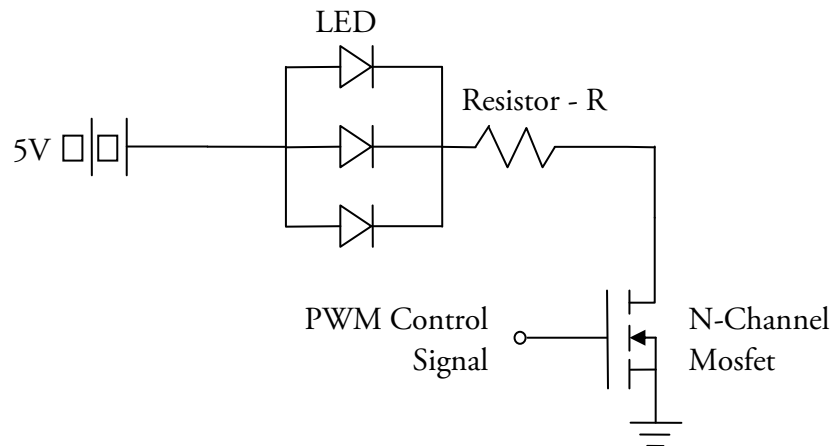 LED
Resistor - R
5V
PWM Control
Signal
N-Channel
Mosfet